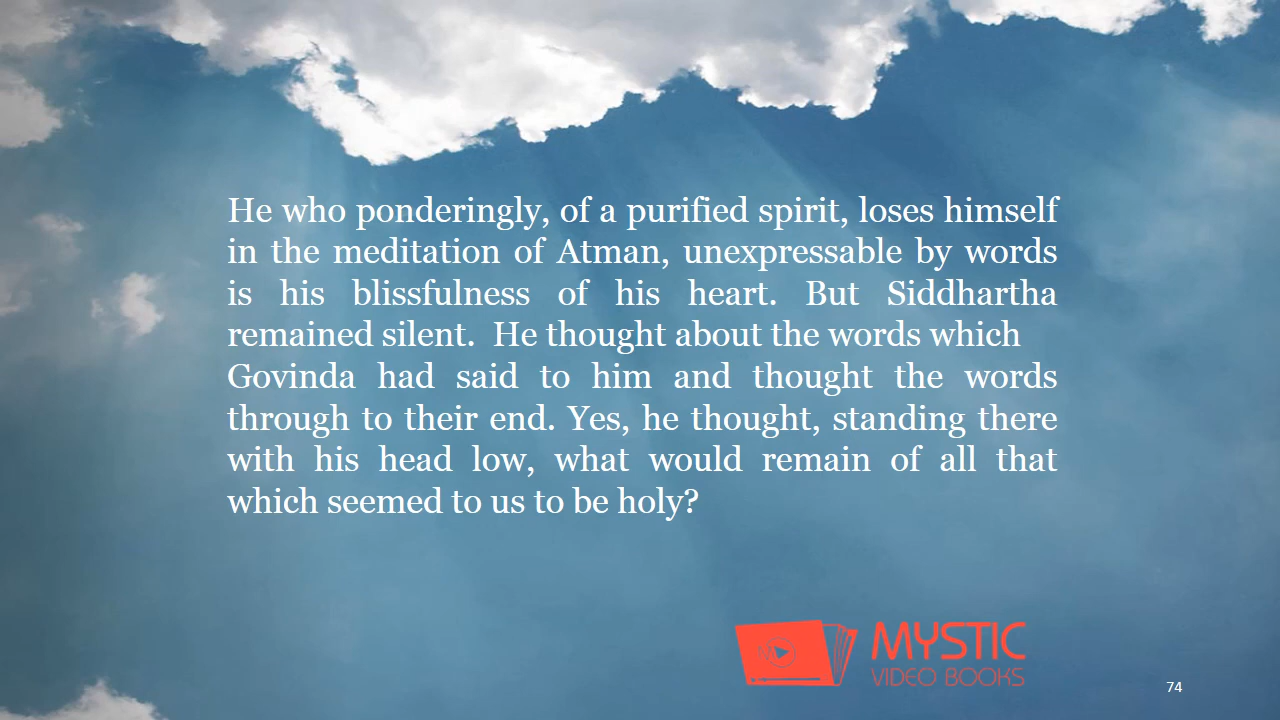 He who ponderingly, of a purified spirit, loses himself
in the meditation of Atman, unexpressable by words
is his blissfulness of his heart. But Siddhartha
remained silent.  He thought about the words which
Govinda had said to him and thought the words
through to their end. Yes, he thought, standing there
with his head low, what would remain of all that
which seemed to us to be holy?
MYSTIC
VIDEO BOOKS
74